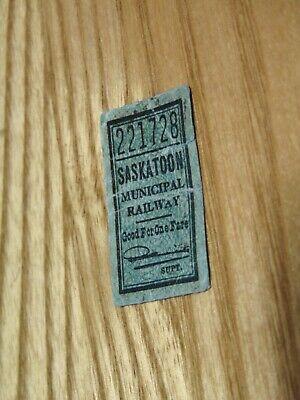 221728
SASKATOON
MUNICIPAL
RAILWAY
Good For One Fare
SUPT.